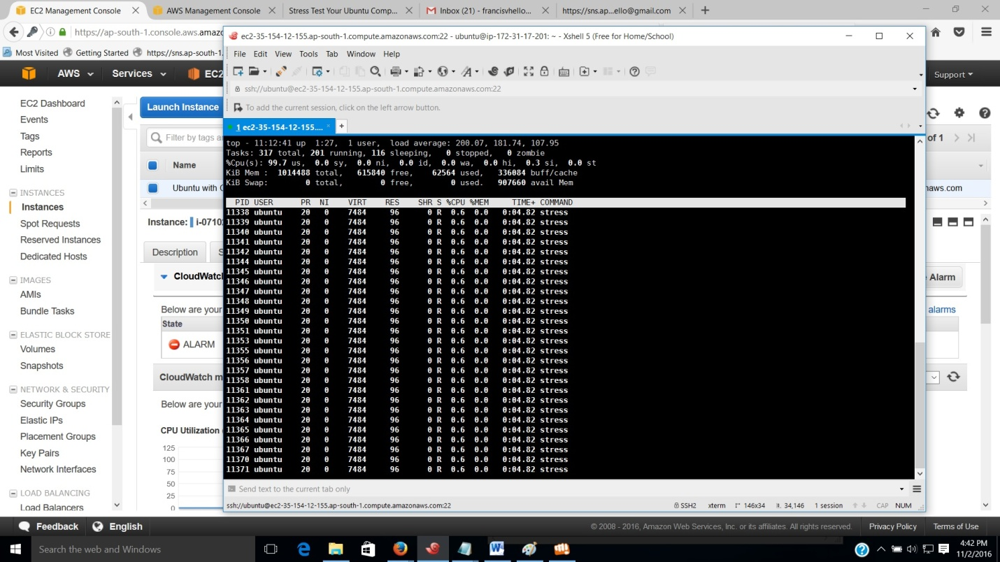 EC2 Management Console
AWS Management Console
Stress Test Your Ubuntu Comp...
Inbox (21) - francisvhello...
https://sns.ap...ello@gmail.com
https://ap-south-1.console.aws.amazo
Most Visited
Getting Started
https://sns.ap-south-1.
AWS
Services
EC2
Support
EC2 Dashboard
Events
Tags
Reports
Limits
INSTANCES
Instances
Spot Requests
Reserved Instances
Dedicated Hosts
IMAGES
AMIs
Bundle Tasks
ELASTIC BLOCK STORE
Volumes
Snapshots
NETWORK & SECURITY
Security Groups
Elastic IPs
Placement Groups
Key Pairs
Network Interfaces
LOAD BALANCING
Load Balancers
Launch Instance
Filter by tags a
of 1
Name
Ubuntu with
naws.com
Instance: i-0710
Description
CloudWatch
Alarm
Below are your
alarms
State
ALARM
CloudWatch m
Below are your
CPU Utilization
125
100
75
50
25
0
ec2-35-154-12-155.ap-south-1.compute.amazonaws.com:22 - ubuntu@ip-172-31-17-201: ~ - Xshell 5 (Free for Home/School)
File Edit View Tools Tab Window Help
ssh://ubuntu@ec2-35-154-12-155.ap-south-1.compute.amazonaws.com:22
To add the current session, click on the left arrow button.
1 ec2-35-154-12-155....
top - 11:12:41 up 1:27, 1 user, load average: 200.07, 181.74, 107.95
Tasks: 317 total, 201 running, 116 sleeping, 0 stopped, 0 zombie
%Cpu(s): 99.7 us, 0.0 sy, 0.0 ni, 0.0 id, 0.0 wa, 0.0 hi, 0.3 si, 0.0 st
KiB Mem : 1014488 total, 615840 free, 62564 used, 336084 buff/cache
KiB Swap: 0 total, 0 free, 0 used. 907660 avail Mem
PID USER PR NI VIRT RES SHR S %CPU %MEM TIME+ COMMAND
11338 ubuntu 20 0 7484 96 0 R 0.6 0.0 0:04.82 stress
11339 ubuntu 20 0 7484 96 0 R 0.6 0.0 0:04.82 stress
11340 ubuntu 20 0 7484 96 0 R 0.6 0.0 0:04.82 stress
11341 ubuntu 20 0 7484 96 0 R 0.6 0.0 0:04.82 stress
11342 ubuntu 20 0 7484 96 0 R 0.6 0.0 0:04.82 stress
11344 ubuntu 20 0 7484 96 0 R 0.6 0.0 0:04.82 stress
11345 ubuntu 20 0 7484 96 0 R 0.6 0.0 0:04.82 stress
11346 ubuntu 20 0 7484 96 0 R 0.6 0.0 0:04.82 stress
11347 ubuntu 20 0 7484 96 0 R 0.6 0.0 0:04.82 stress
11348 ubuntu 20 0 7484 96 0 R 0.6 0.0 0:04.82 stress
11349 ubuntu 20 0 7484 96 0 R 0.6 0.0 0:04.82 stress
11350 ubuntu 20 0 7484 96 0 R 0.6 0.0 0:04.82 stress
11351 ubuntu 20 0 7484 96 0 R 0.6 0.0 0:04.82 stress
11353 ubuntu 20 0 7484 96 0 R 0.6 0.0 0:04.82 stress
11355 ubuntu 20 0 7484 96 0 R 0.6 0.0 0:04.82 stress
11356 ubuntu 20 0 7484 96 0 R 0.6 0.0 0:04.82 stress
11357 ubuntu 20 0 7484 96 0 R 0.6 0.0 0:04.82 stress
11358 ubuntu 20 0 7484 96 0 R 0.6 0.0 0:04.82 stress
11361 ubuntu 20 0 7484 96 0 R 0.6 0.0 0:04.82 stress
11362 ubuntu 20 0 7484 96 0 R 0.6 0.0 0:04.82 stress
11363 ubuntu 20 0 7484 96 0 R 0.6 0.0 0:04.82 stress
11364 ubuntu 20 0 7484 96 0 R 0.6 0.0 0:04.82 stress
11365 ubuntu 20 0 7484 96 0 R 0.6 0.0 0:04.82 stress
11366 ubuntu 20 0 7484 96 0 R 0.6 0.0 0:04.82 stress
11367 ubuntu 20 0 7484 96 0 R 0.6 0.0 0:04.82 stress
11370 ubuntu 20 0 7484 96 0 R 0.6 0.0 0:04.82 stress
11371 ubuntu 20 0 7484 96 0 R 0.6 0.0 0:04.82 stress
Send text to the current tab only
ssh://ubuntu@ec2-35-154-12-155.ap-south-1.compute.amazonaws.com:22
SSH2 xterm 146x34 34,146 1 session CAP NUM
Feedback
English
© 2008 - 2016, Amazon Web Services, Inc. or its affiliates. All rights reserved.
Privacy Policy
Terms of Use
Search the web and Windows
4:42 PM
11/2/2016